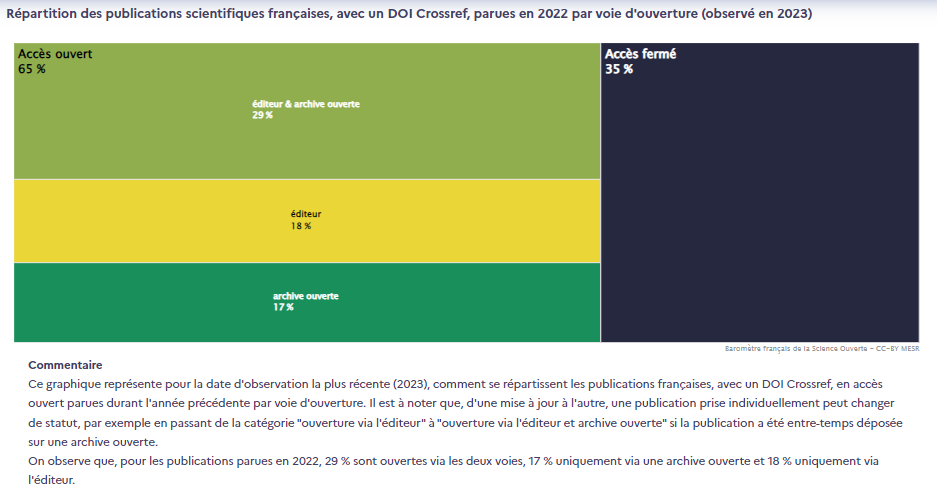 Répartition des publications scientifiques françaises, avec un DOI Crossref, parues en 2022 par voie d'ouverture (observé en 2023)
Accès ouvert
65 %
éditeur & archive ouverte
29 %
éditeur
18 %
archive ouverte
17 %
Accès fermé
35 %
Baromètre français de la Science Ouverte - CC-BY MESR
Commentaire
Ce graphique représente pour la date d'observation la plus récente (2023), comment se répartissent les publications françaises, avec un DOI Crossref, en accès
ouvert parues durant l'année précédente par voie d'ouverture. Il est à noter que, d'une mise à jour à l'autre, une publication prise individuellement peut changer
de statut, par exemple en passant de la catégorie "ouverture via l'éditeur" à "ouverture via l'éditeur et archive ouverte" si la publication a été entre-temps déposée
sur une archive ouverte.
On observe que, pour les publications parues en 2022, 29 % sont ouvertes via les deux voies, 17 % uniquement via une archive ouverte et 18 % uniquement via
l'éditeur.